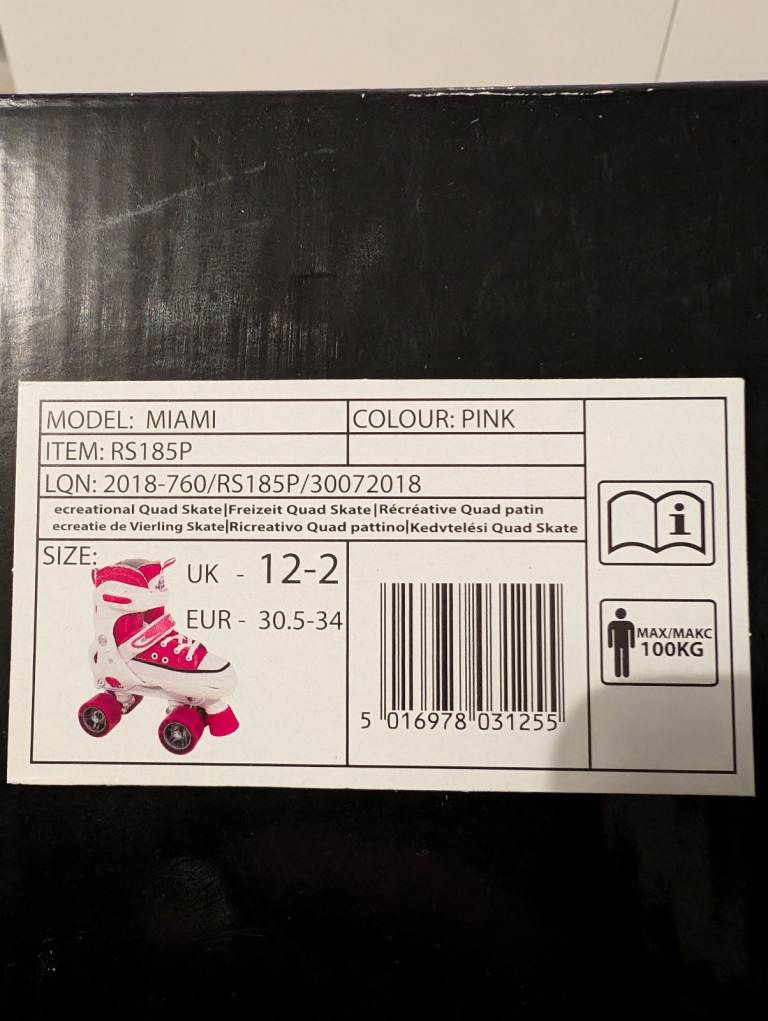 MODEL: MIAMI
COLOUR: PINK
ITEM: RS185P
LQN: 2018-760/RS185P/30072018
ecreational Quad Skate|Freizeit Quad Skate|Récréative Quad patin
ecreatie de Vierling Skate|Ricreativo Quad pattino|Kedvtelési Quad Skate
SIZE:
UK - 12-2
EUR - 30.5-34
5 016978 031255
i
MAX/МАКС
100KG